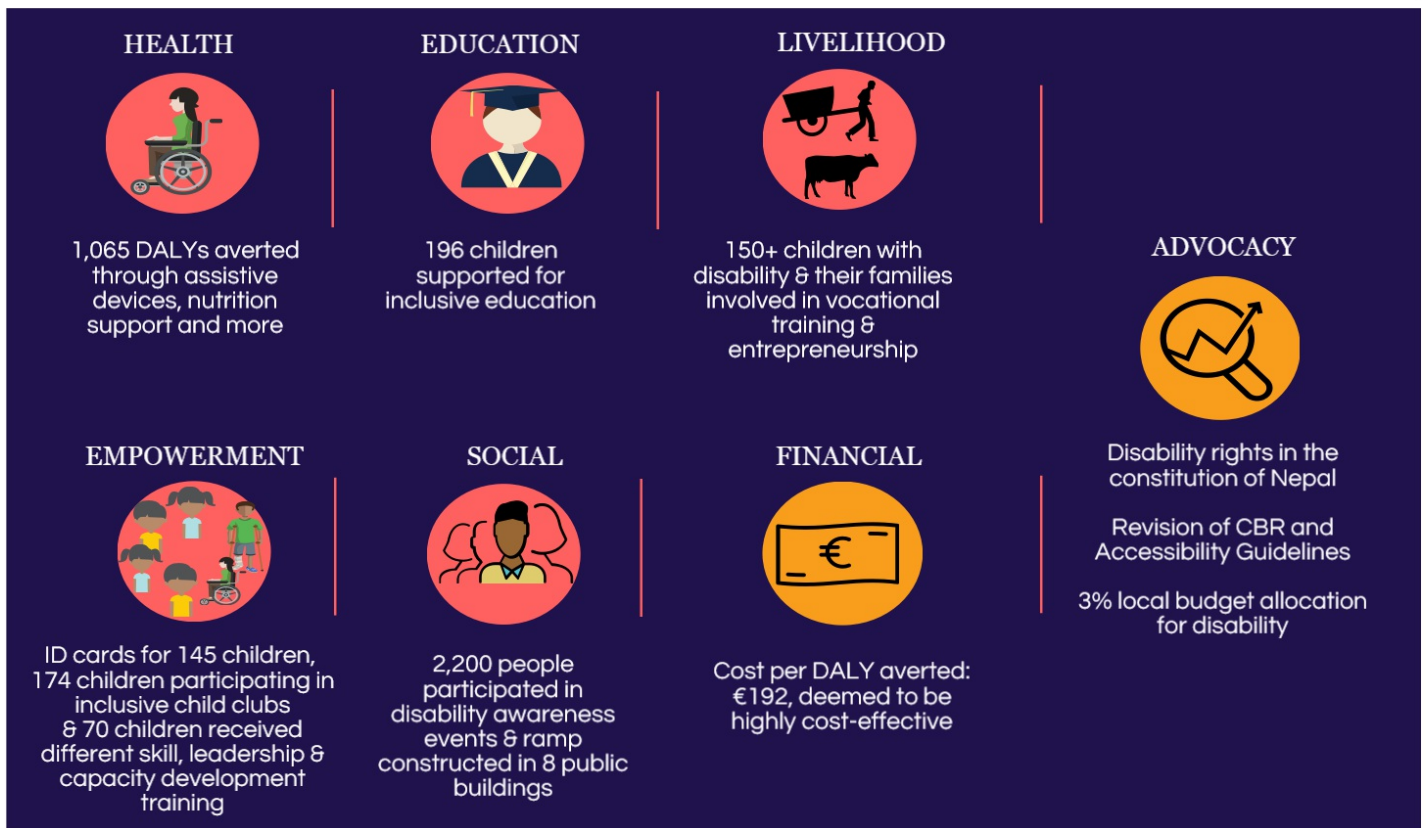 HEALTH
1,065 DALYs averted
through assistive
devices, nutrition
support and more
EDUCATION
196 children
supported for
inclusive education
LIVELIHOOD
150+ children with
disability & their families
involved in vocational
training &
entrepreneurship
EMPOWERMENT
ID cards for 145 children,
174 children participating in
inclusive child clubs
& 70 children received
different skill, leadership &
capacity development
training
SOCIAL
2,200 people
participated in
disability awareness
events & ramp
constructed in 8 public
buildings
FINANCIAL
€
Cost per DALY averted:
€192, deemed to be
highly cost-effective
ADVOCACY
Disability rights in the
constitution of Nepal
Revision of CBR and
Accessibility Guidelines
3% local budget allocation
for disability